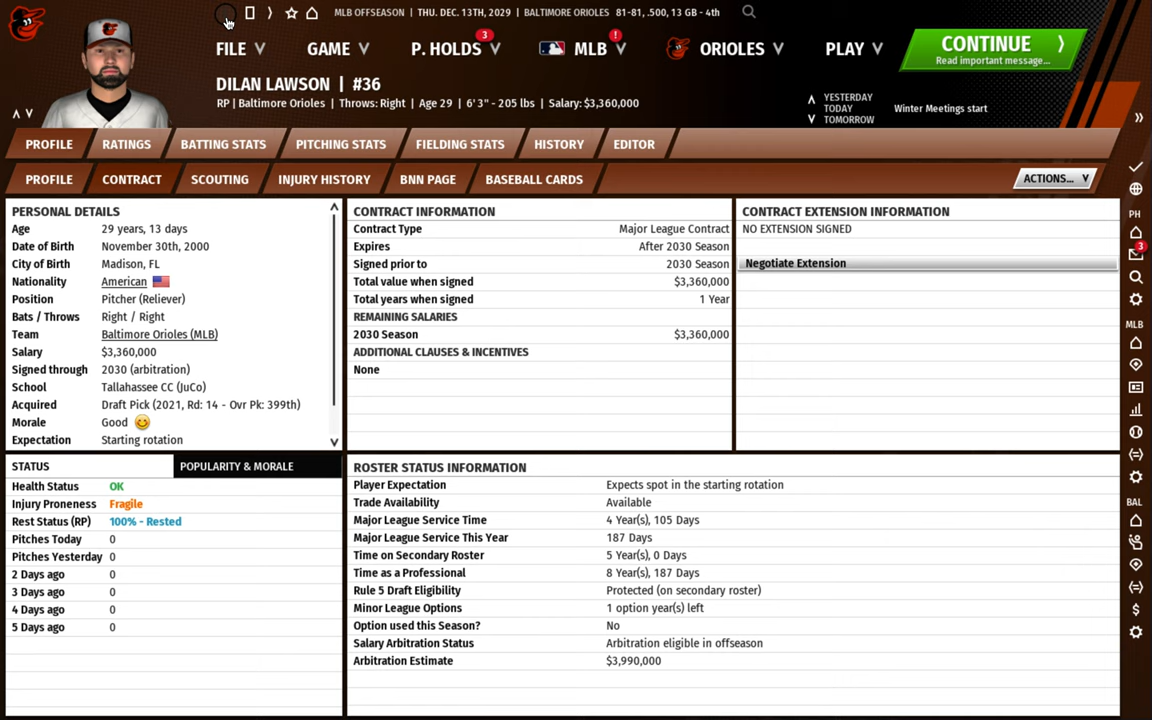 MLB OFFSEASON | THU. DEC. 13TH, 2029 | BALTIMORE ORIOLES 81-81, .500, 13 GB - 4th
FILE GAME P. HOLDS 3 MLB ! ORIOLES PLAY
CONTINUE
Read important message...
DILAN LAWSON | #36
RP | Baltimore Orioles | Throws: Right | Age 29 | 6'3" - 205 lbs | Salary: $3,360,000
YESTERDAY
TODAY
TOMORROW
Winter Meetings start
PROFILE RATINGS BATTING STATS PITCHING STATS FIELDING STATS HISTORY EDITOR
PROFILE CONTRACT SCOUTING INJURY HISTORY BNN PAGE BASEBALL CARDS
ACTIONS...
PERSONAL DETAILS
Age 29 years, 13 days
Date of Birth November 30th, 2000
City of Birth Madison, FL
Nationality American
Position Pitcher (Reliever)
Bats / Throws Right / Right
Team Baltimore Orioles (MLB)
Salary $3,360,000
Signed through 2030 (arbitration)
School Tallahassee CC (JuCo)
Acquired Draft Pick (2021, Rd: 14 - Ovr Pk: 399th)
Morale Good
Expectation Starting rotation
CONTRACT INFORMATION
Contract Type Major League Contract
Expires After 2030 Season
Signed prior to 2030 Season
Total value when signed $3,360,000
Total years when signed 1 Year
REMAINING SALARIES
2030 Season $3,360,000
ADDITIONAL CLAUSES & INCENTIVES
None
CONTRACT EXTENSION INFORMATION
NO EXTENSION SIGNED
Negotiate Extension
STATUS POPULARITY & MORALE
Health Status OK
Injury Proneness Fragile
Rest Status (RP) 100% - Rested
Pitches Today 0
Pitches Yesterday 0
2 Days ago 0
3 Days ago 0
4 Days ago 0
5 Days ago 0
ROSTER STATUS INFORMATION
Player Expectation Expects spot in the starting rotation
Trade Availability Available
Major League Service Time 4 Year(s), 105 Days
Major League Service This Year 187 Days
Time on Secondary Roster 5 Year(s), 0 Days
Time as a Professional 8 Year(s), 187 Days
Rule 5 Draft Eligibility Protected (on secondary roster)
Minor League Options 1 option year(s) left
Option used this Season? No
Salary Arbitration Status Arbitration eligible in offseason
Arbitration Estimate $3,990,000
PH
3
MLB
BAL
$